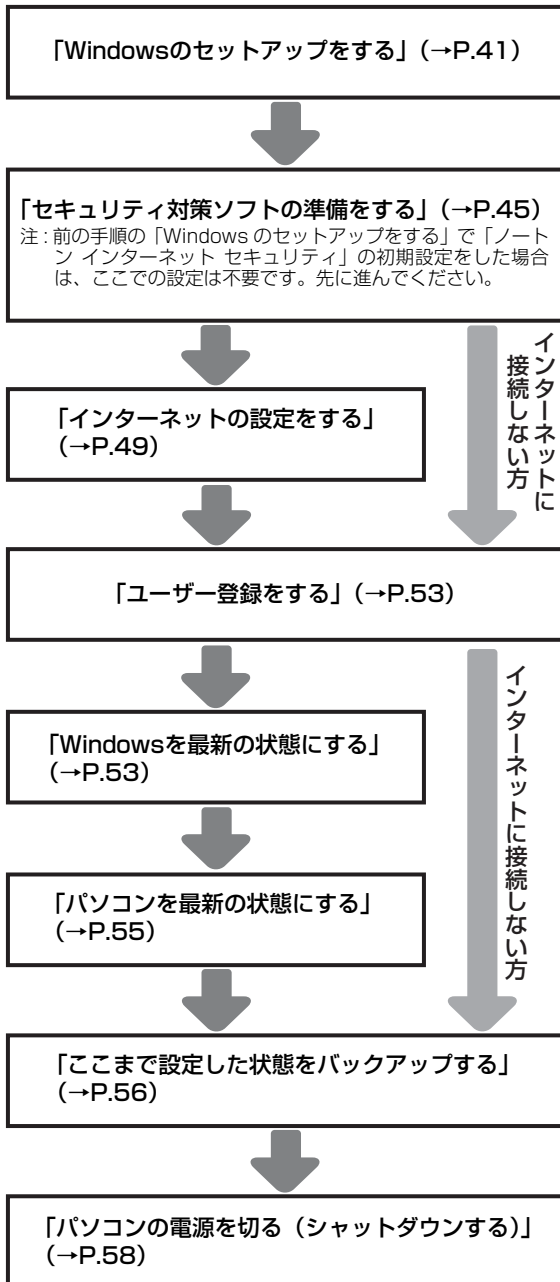 「Windowsのセットアップをする」（→P.41）
「セキュリティ対策ソフトの準備をする」（→P.45）
注：前の手順の「Windows のセットアップをする」で「ノート
ン インターネット セキュリティ」の初期設定をした場合
は、ここでの設定は不要です。先に進んでください。
インターネットに
接続しない方
「インターネットの設定をする」
（→P.49）
「ユーザー登録をする」（→P.53）
インターネットに接続しない方
「Windowsを最新の状態にする」
（→P.53）
「パソコンを最新の状態にする」
（→P.55）
「ここまで設定した状態をバックアップする」
（→P.56）
「パソコンの電源を切る（シャットダウンする）」
（→P.58）